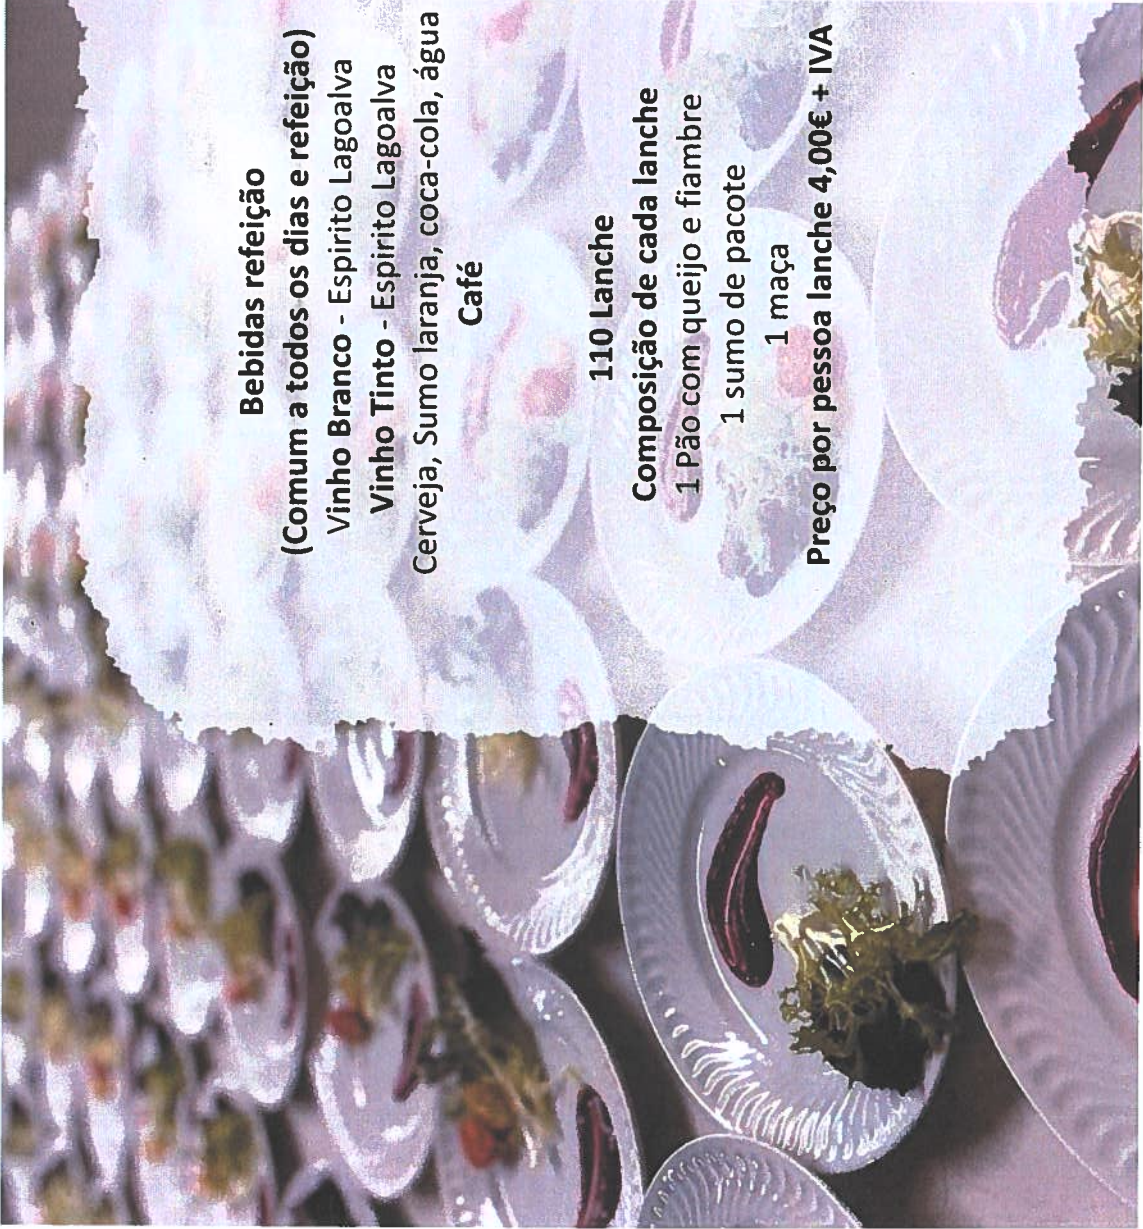 Bebidas refeição
(Comum a todos os dias e refeição)
Vinho Branco - Espirito Lagoalva
Vinho Tinto - Espirito Lagoalva
Cerveja, Sumo laranja, coca-cola, água
Café
110 Lanche
Composição de cada lanche
1 Pão com queijo e fiambre
1 sumo de pacote
1 maça
Preço por pessoa lanche 4,00€ + IVA